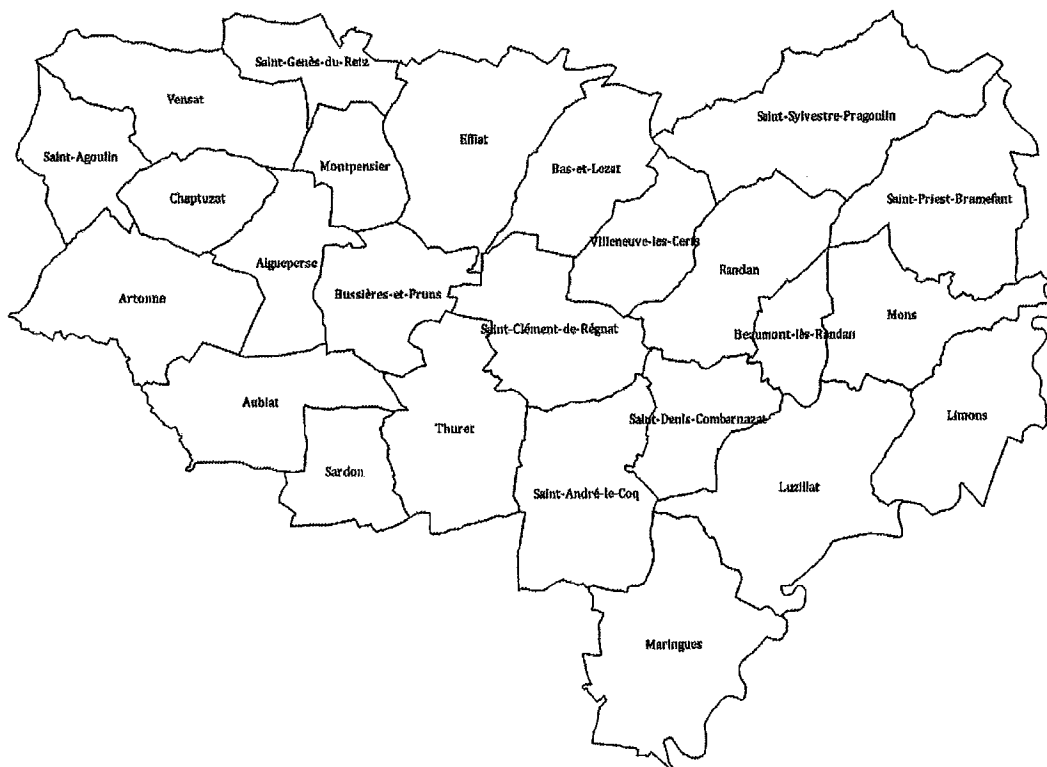 Saint-Genès-du-Retz
Vensat
Saint-Sylvestre-Pragoulin
Effiat
Saint-Agoulin
Montpensier
Bas-et-Lezat
Chaptuzat
Saint-Priest-Bramefant
Villeneuve-les-Cerfs
Aigueperse
Randan
Artonne
Bussières-et-Pruns
Mons
Saint-Clément-de-Régnat
Beaumont-lès-Randan
Aubiat
Limons
Saint-Denis-Combarnazat
Thuret
Sardon
Luzillat
Saint-André-le-Coq
Maringues